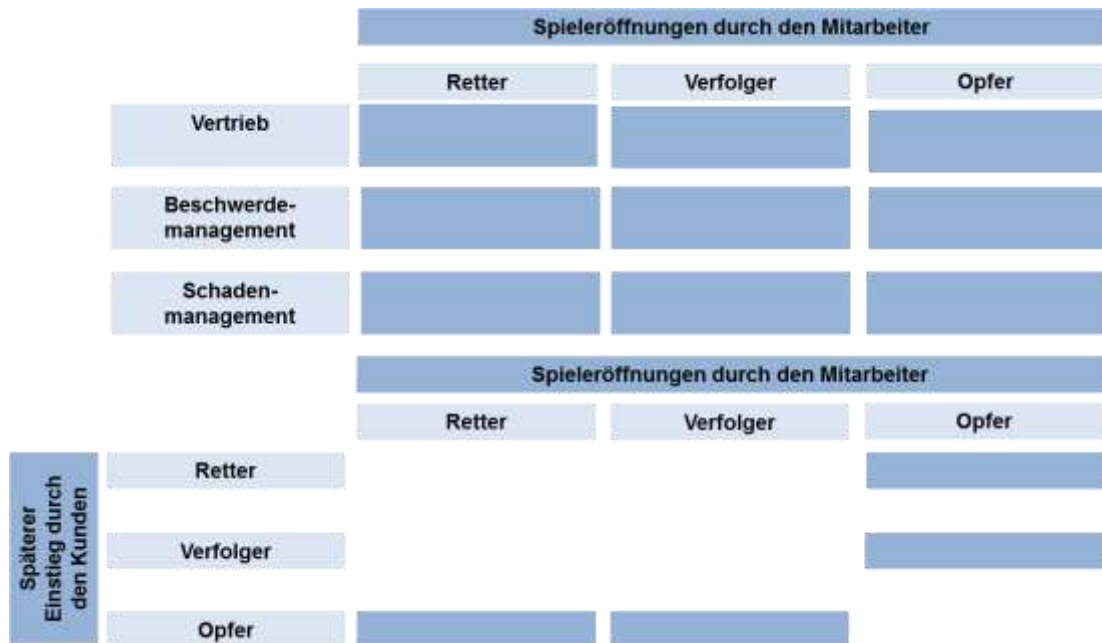 Spieleröffnungen durch den Mitarbeiter
Retter
Verfolger
Opfer
Vertrieb
Beschwerde-
management
Schaden-
management
Spieleröffnungen durch den Mitarbeiter
Retter
Verfolger
Opfer
Späterer
Einstieg durch
den Kunden
Retter
Verfolger
Opfer